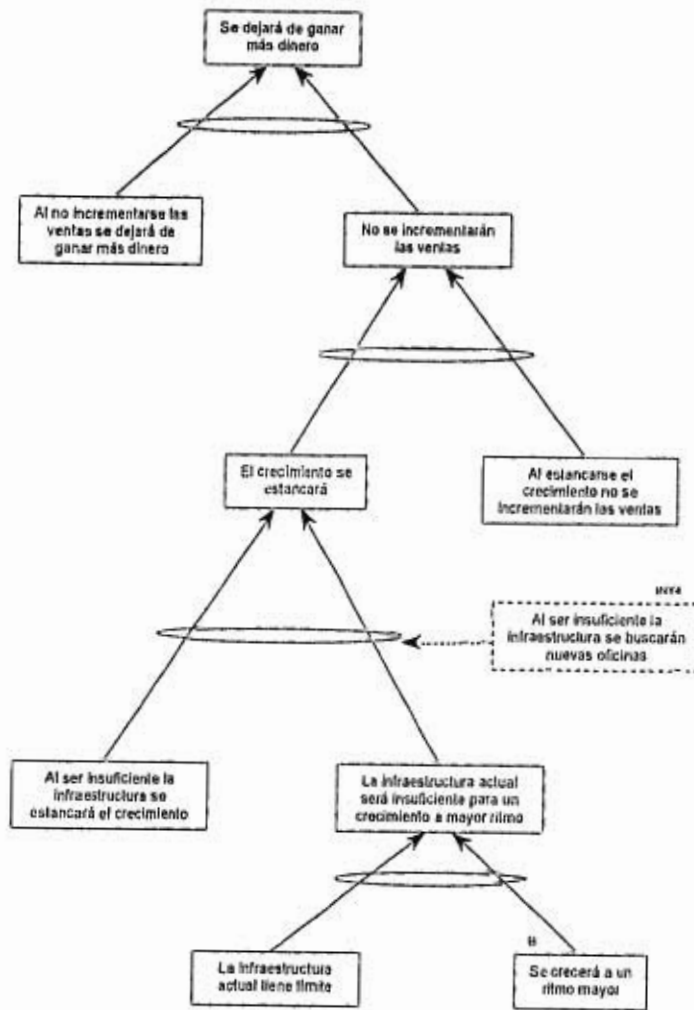 Se dejará de ganar
más dinero
Al no incrementarse las
ventas se dejará de
ganar más dinero
No se incrementarán
las ventas
El crecimiento se
estancará
Al estancarse el
crecimiento no se
incrementarán las ventas
Al ser insuficiente la
infraestructura se buscarán
nuevas oficinas
Al ser insuficiente la
infraestructura se
estancará el crecimiento
La infraestructura actual
será insuficiente para un
crecimiento a mayor ritmo
La infraestructura
actual tiene límite
Se crecerá a un
ritmo mayor